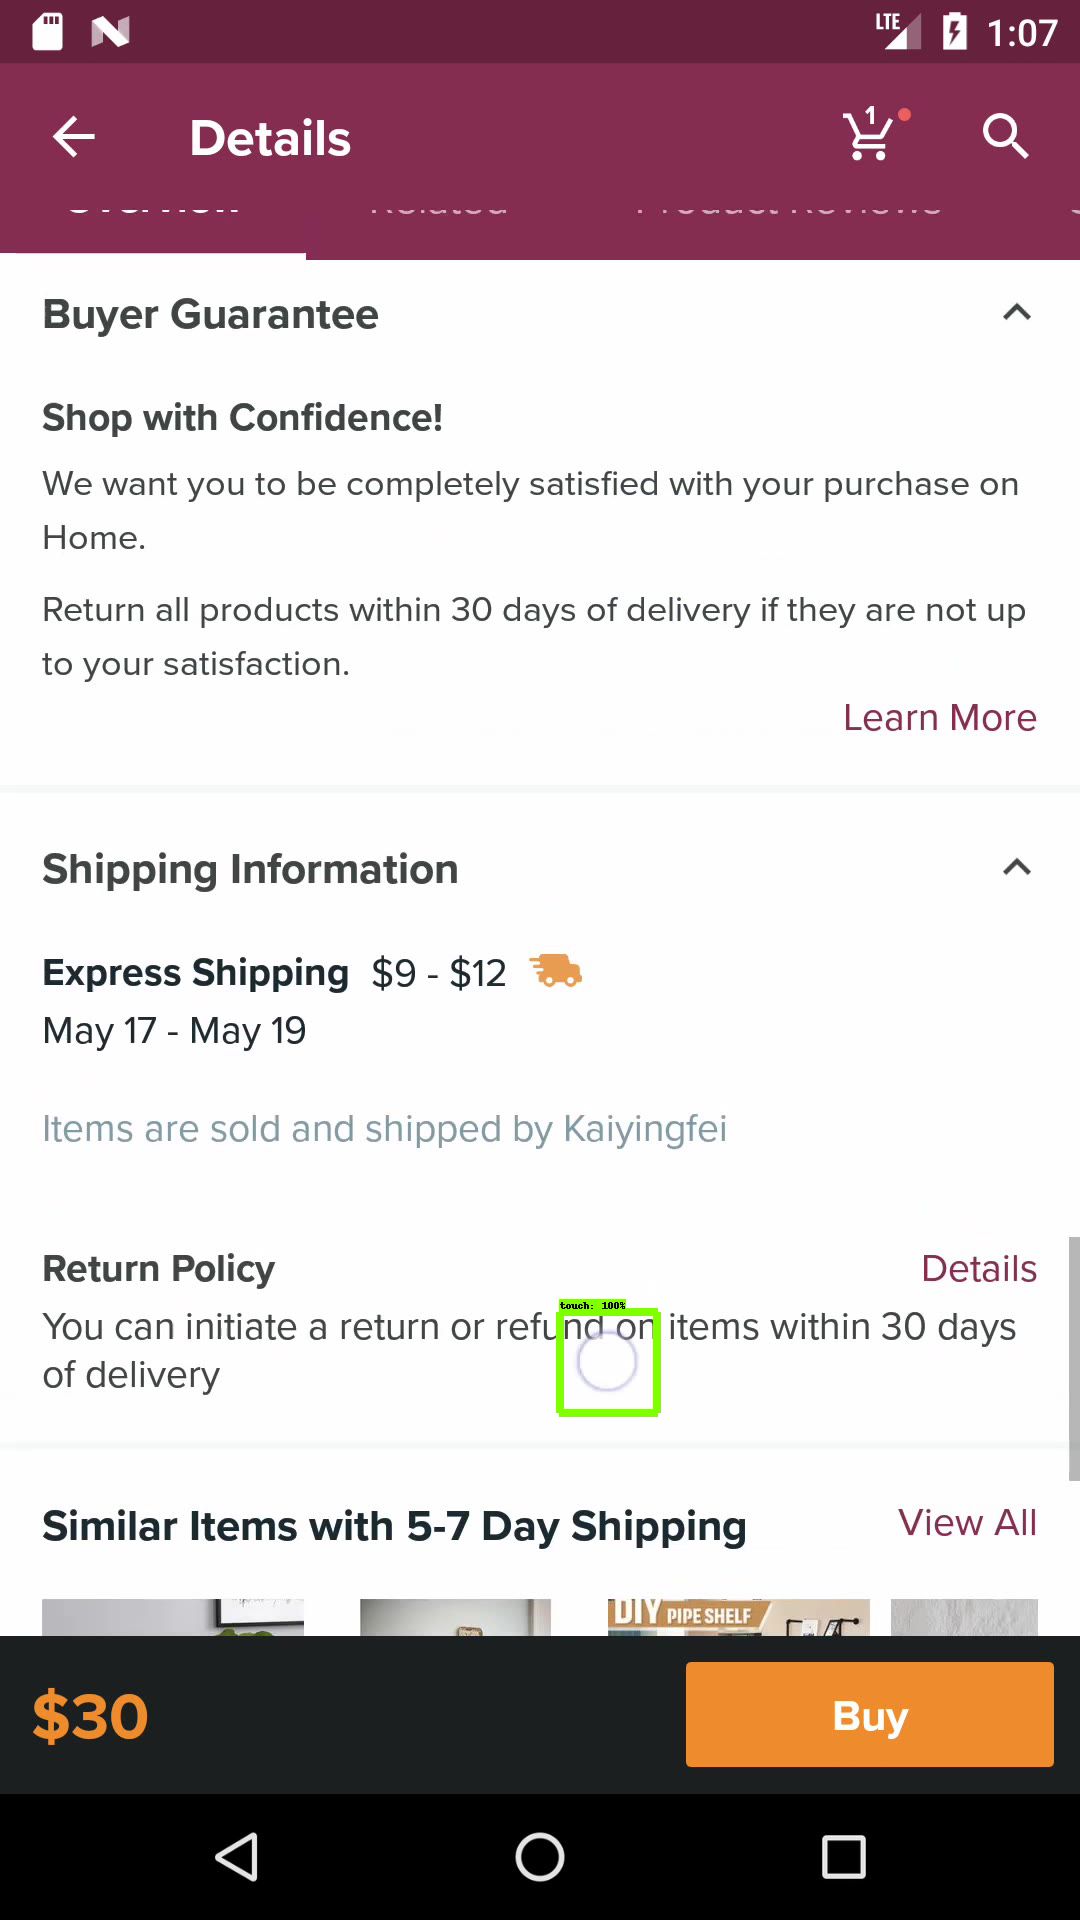 LTE 1:07
Details 1
Overview Related Product Reviews
Buyer Guarantee
Shop with Confidence!
We want you to be completely satisfied with your purchase on
Home.
Return all products within 30 days of delivery if they are not up
to your satisfaction.
Learn More
Shipping Information
Express Shipping $9 - $12
May 17 - May 19
Items are sold and shipped by Kaiyingfei
Return Policy Details
touch: 100%
You can initiate a return or refund on items within 30 days
of delivery
Similar Items with 5-7 Day Shipping View All
DIY PIPE SHELF
$30 Buy